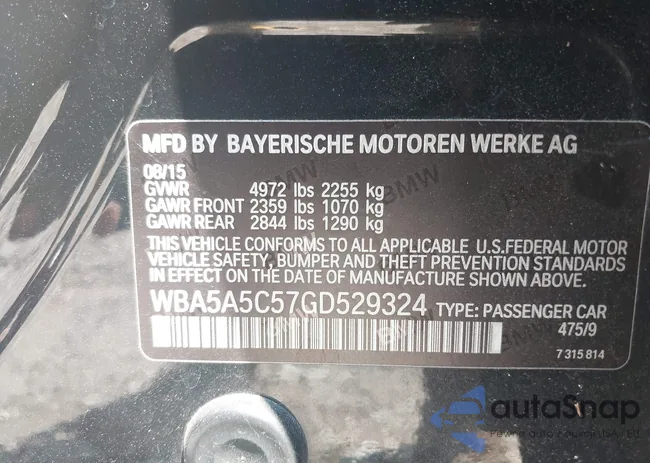 MFD BY BAYERISCHE MOTOREN WERKE AG
08/15
GVWR 4972 lbs 2255 kg
GAWR FRONT 2359 lbs 1070 kg
GAWR REAR 2844 lbs 1290 kg
THIS VEHICLE CONFORMS TO ALL APPLICABLE U.S.FEDERAL MOTOR
VEHICLE SAFETY, BUMPER AND THEFT PREVENTION STANDARDS
IN EFFECT ON THE DATE OF MANUFACTURE SHOWN ABOVE.
WBA5A5C57GD529324 TYPE: PASSENGER CAR
475/9
7 315 814
autoSnap